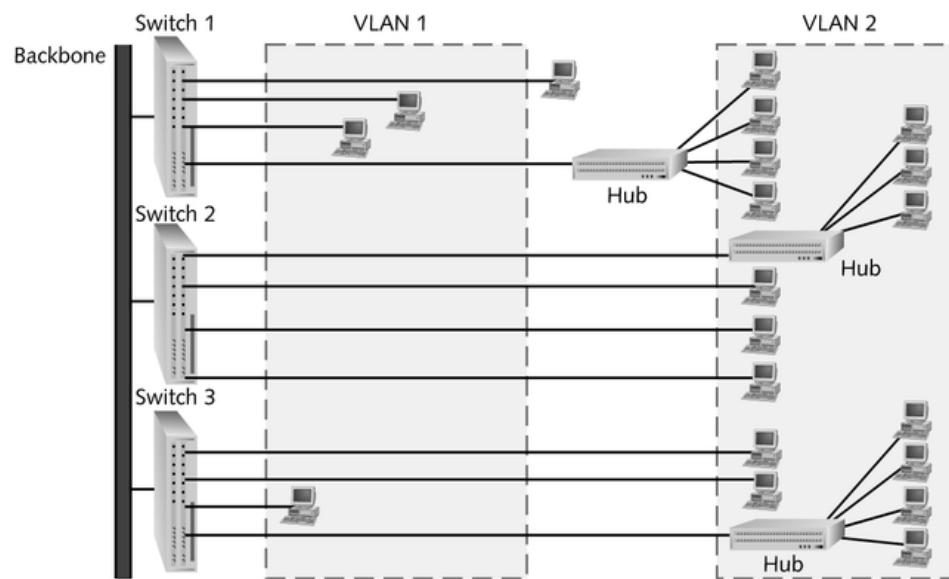 Switch 1
VLAN 1
VLAN 2
Backbone
Hub
Switch 2
Hub
Switch 3
Hub